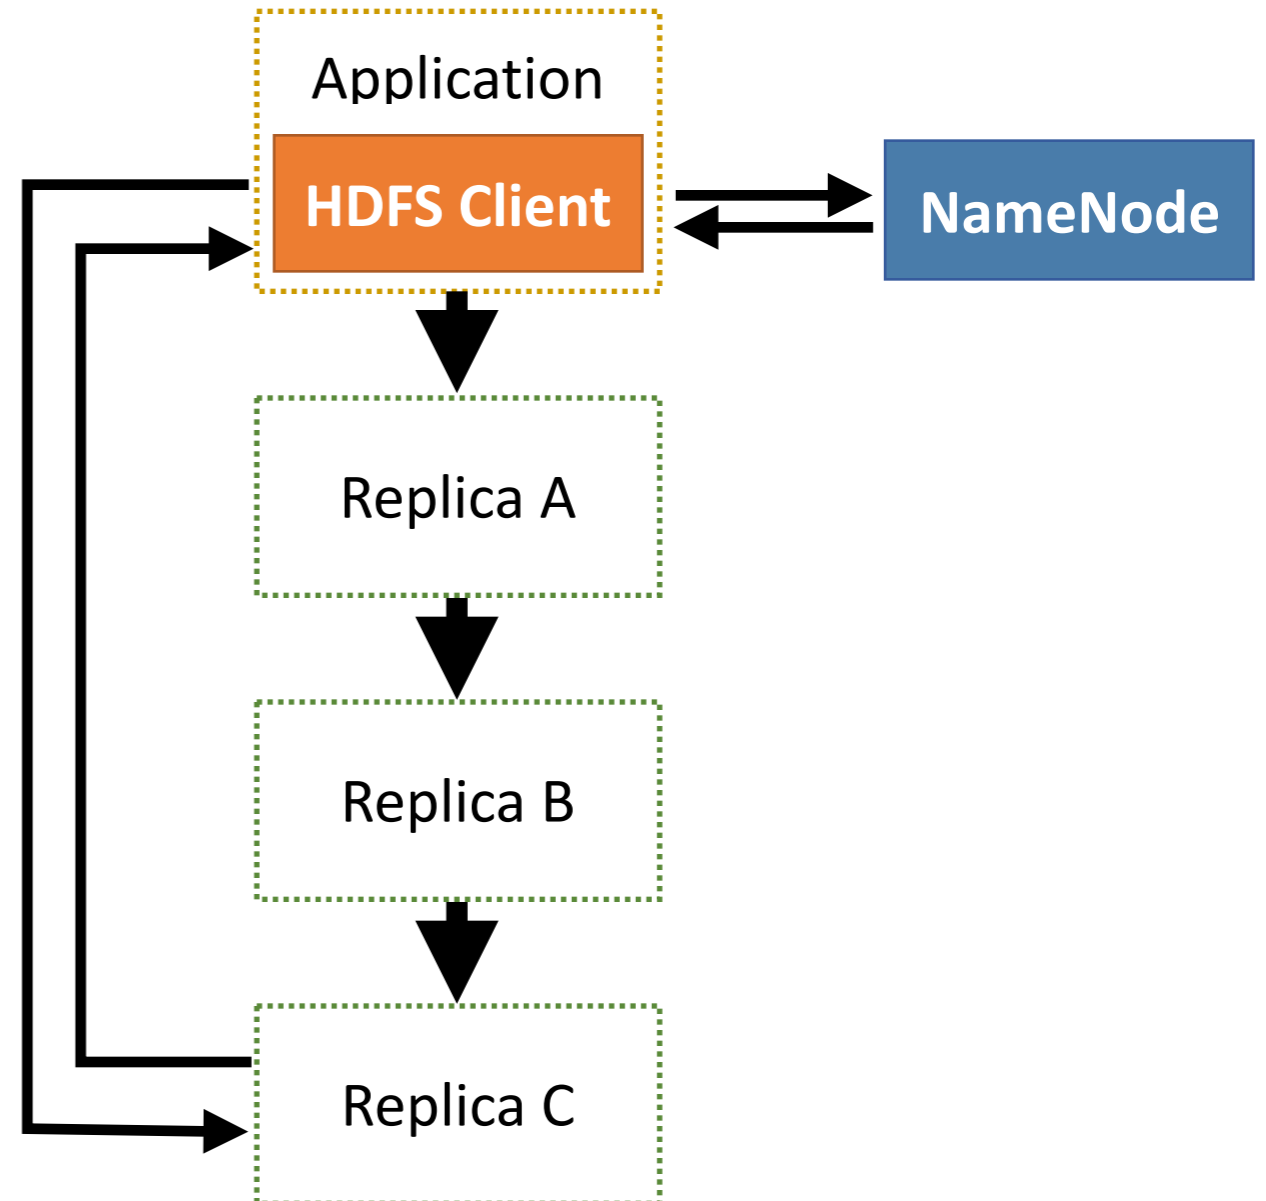 Application
HDFS Client
NameNode
Replica A
Replica B
Replica C